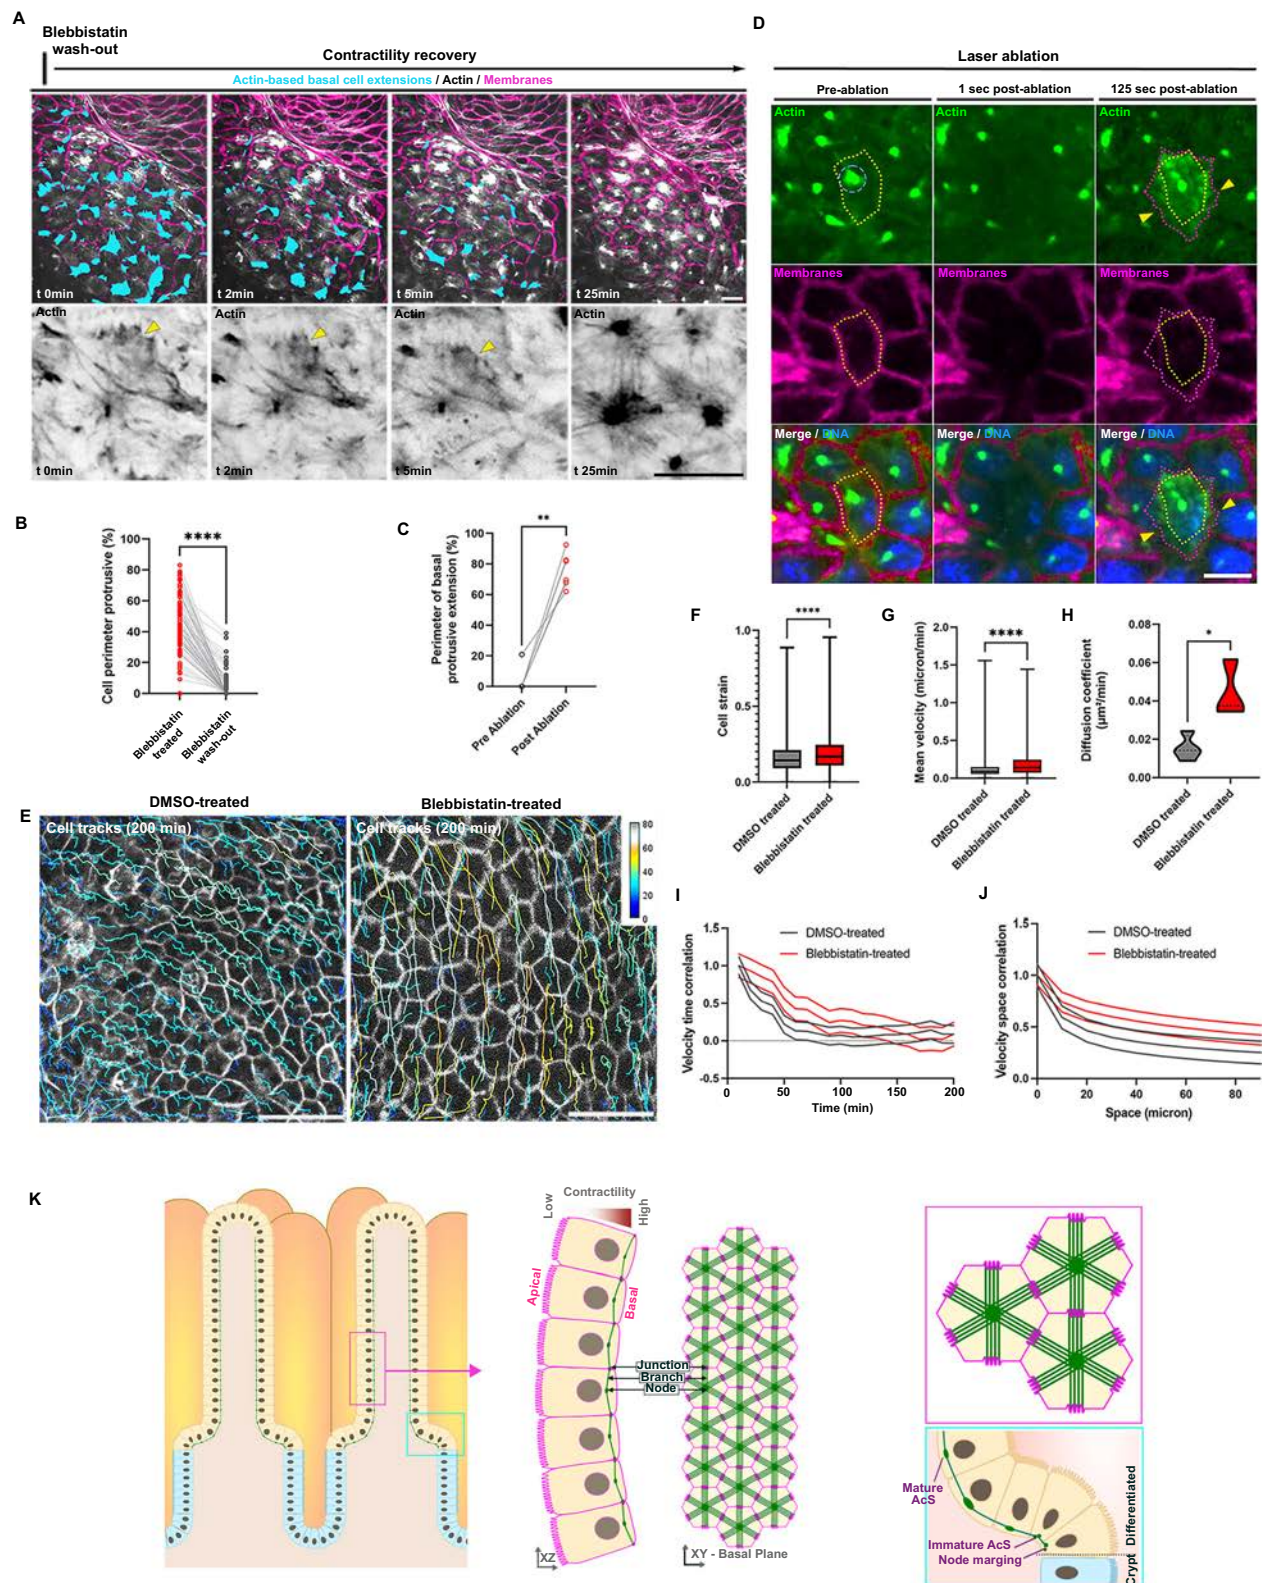 A
Blebbistatin
wash-out
Contractility recovery
Actin-based basal cell extensions / Actin / Membranes
t 0min
t 2min
t 5min
t 25min
Actin
Actin
Actin
Actin
t 0min
t 2min
t 5min
t 25min
D
Laser ablation
Pre-ablation
1 sec post-ablation
125 sec post-ablation
Actin
Actin
Actin
Membranes
Membranes
Membranes
Merge / DNA
Merge / DNA
Merge / DNA
B
Cell perimeter protrusive (%)
100
80
60
40
20
0
****
Blebbistatin
treated
Blebbistatin
wash-out
C
Perimeter of basal
protrusive extension (%)
100
80
60
40
20
0
**
Pre Ablation
Post Ablation
F
Cell strain
1.0
0.5
0.0
****
DMSO treated
Blebbistatin treated
G
Mean velocity (micron/min)
2.0
1.5
1.0
0.5
0.0
****
DMSO treated
Blebbistatin treated
H
Diffusion coefficient
(µm²/min)
0.08
0.06
0.04
0.02
0.00
*
DMSO treated
Blebbistatin treated
E
DMSO-treated
Blebbistatin-treated
Cell tracks (200 min)
Cell tracks (200 min)
80
60
40
20
0
I
Velocity time correlation
1.5
1.0
0.5
0.0
-0.5
DMSO-treated
Blebbistatin-treated
0
50
100
150
200
Time (min)
J
Velocity space correlation
1.5
1.0
0.5
0.0
DMSO-treated
Blebbistatin-treated
0
20
40
60
80
Space (micron)
K
Contractility
Low
High
Apical
Basal
Junction
Branch
Node
XZ
XY - Basal Plane
Mature
AcS
Immature AcS
Node marging
Differentiated
Crypt